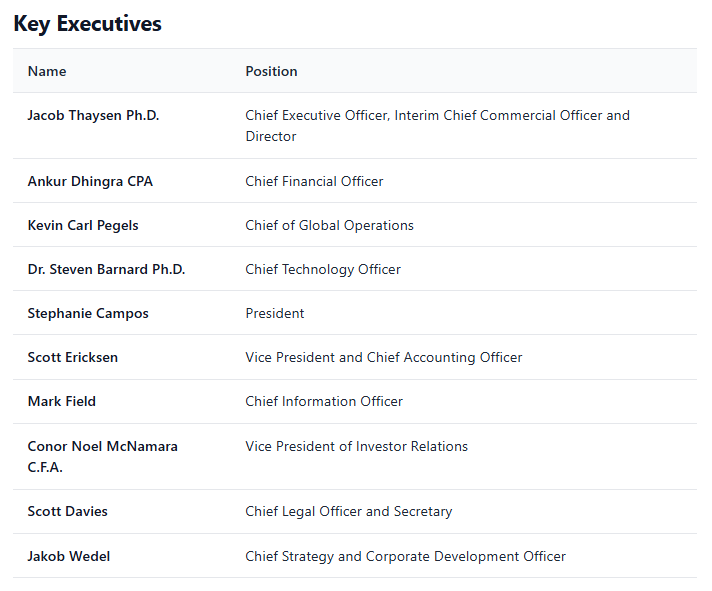 Key Executives
Name Position
Jacob Thaysen Ph.D. Chief Executive Officer, Interim Chief Commercial Officer and
Director
Ankur Dhingra CPA Chief Financial Officer
Kevin Carl Pegels Chief of Global Operations
Dr. Steven Barnard Ph.D. Chief Technology Officer
Stephanie Campos President
Scott Ericksen Vice President and Chief Accounting Officer
Mark Field Chief Information Officer
Conor Noel McNamara Vice President of Investor Relations
C.F.A.
Scott Davies Chief Legal Officer and Secretary
Jakob Wedel Chief Strategy and Corporate Development Officer